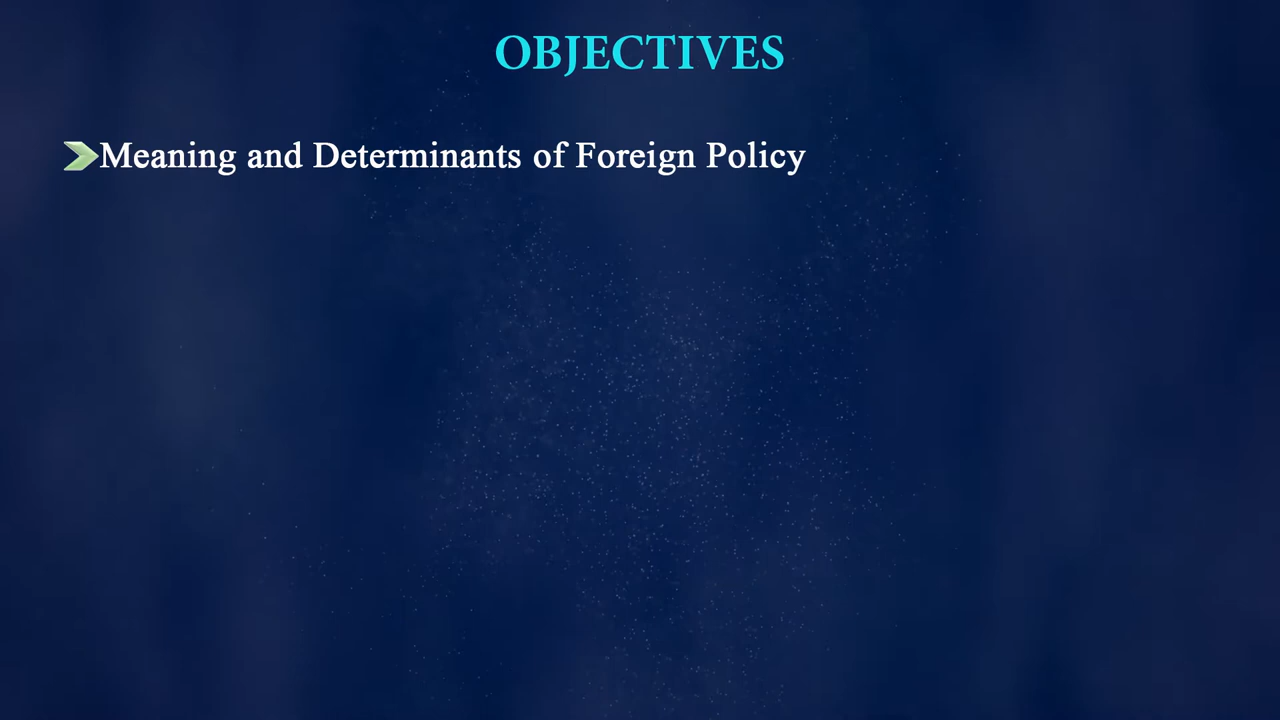 OBJECTIVES
Meaning and Determinants of Foreign Policy